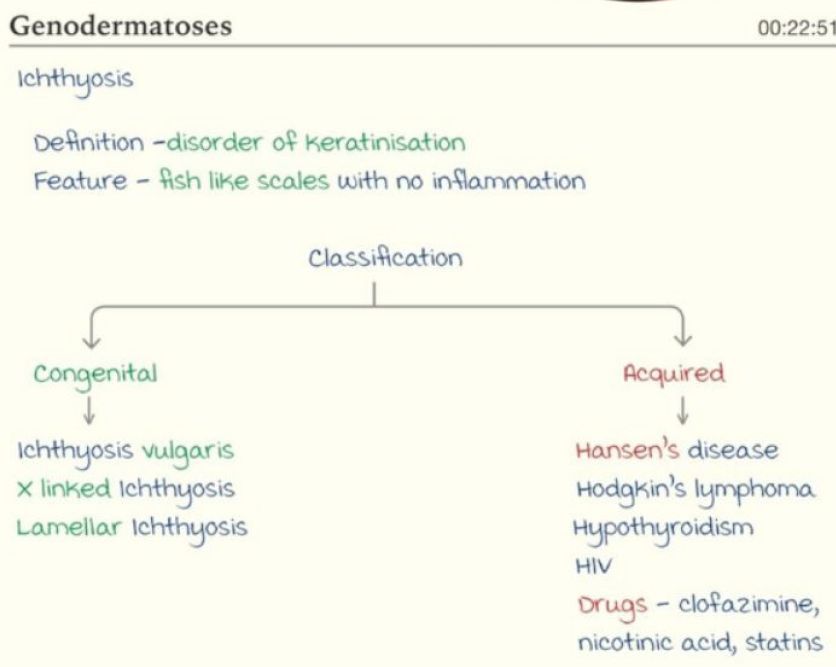 Genodermatoses 00:22:51
Ichthyosis
Definition -disorder of keratinisation
Feature - fish like scales with no inflammation
Classification
Congenital
Ichthyosis vulgaris
X linked Ichthyosis
Lamellar Ichthyosis
Acquired
Hansen's disease
Hodgkin's lymphoma
Hypothyroidism
HIV
Drugs - clofazimine,
nicotinic acid, statins